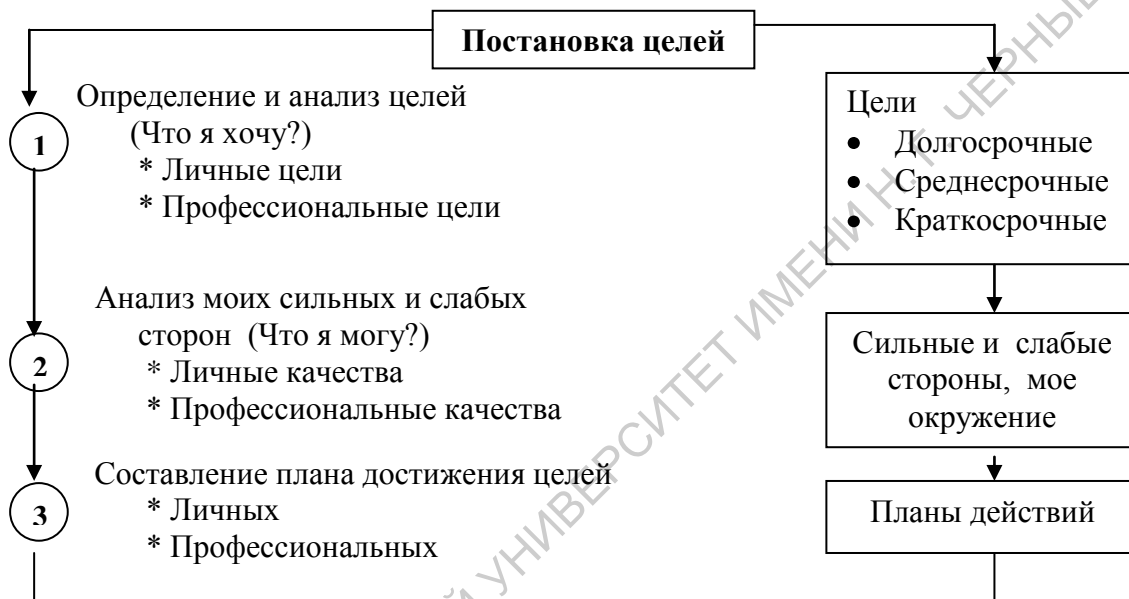 Постановка целей
1
Определение и анализ целей
(Что я хочу?)
* Личные цели
* Профессиональные цели
2
Анализ моих сильных и слабых
сторон (Что я могу?)
* Личные качества
* Профессиональные качества
3
Составление плана достижения целей
* Личных
* Профессиональных
Цели
• Долгосрочные
• Среднесрочные
• Краткосрочные
Сильные и слабые
стороны, мое
окружение
Планы действий
УНИВЕРСИТЕТ ИМЕНИ Н. Г.